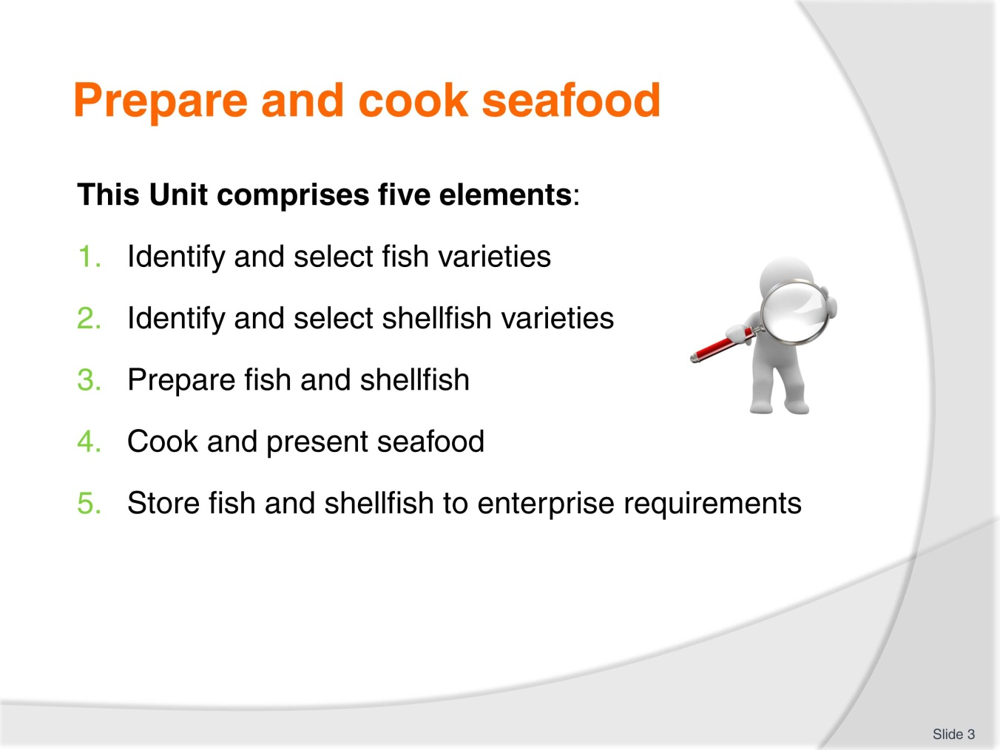 Prepare and cook seafood
This Unit comprises five elements:
1. Identify and select fish varieties
2. Identify and select shellfish varieties
3. Prepare fish and shellfish
4. Cook and present seafood
5. Store fish and shellfish to enterprise requirements
Slide 3